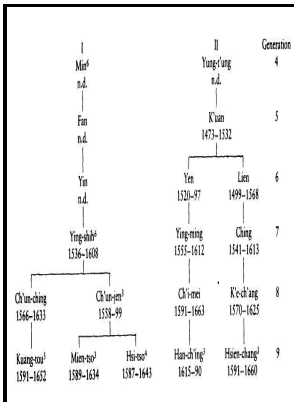 I II Generation
Min⁶ Yung-t'ung 4
n.d. n.d.
Fan K'uan 5
n.d. 1473–1532
Yin Yen Lien 6
n.d. 1520–97 1499–1568
Ying-shih⁶ Ying-ming Ching 7
1536–1608 1555–1612 1541–1613
Ch'un-ching Ch'un-jen³ Ch'i-mei K'e-ch'ang 8
1566–1633 1558–99 1591–1663 1570–1625
Kuang-tou³ Mien-tso³ Hsi-tso⁴ Han-ch'ing³ Hsien-chang³ 9
1591–1652 1589–1634 1587–1643 1615–90 1591–1660